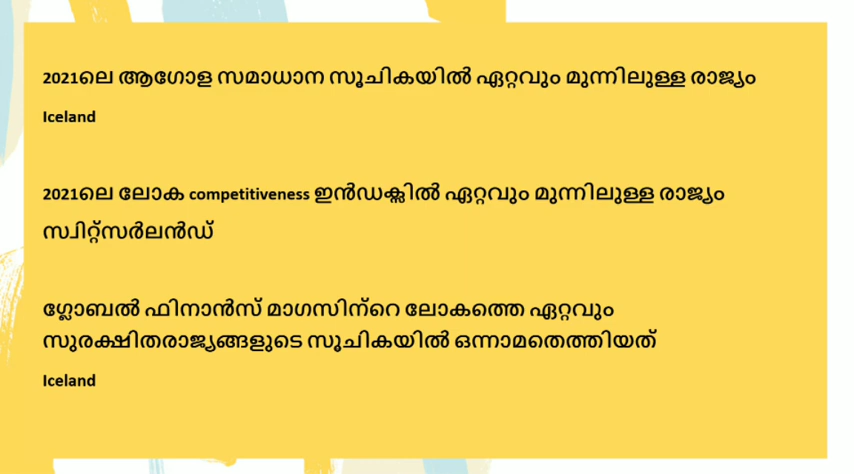 2021ലെ ആഗോള സമാധാന സൂചികയിൽ ഏറ്റവും മുന്നിലുള്ള രാജ്യം
Iceland
2021ലെ ലോക competitiveness ഇൻഡക്സിൽ ഏറ്റവും മുന്നിലുള്ള രാജ്യം
സ്വിറ്റ്സർലൻഡ്
ഗ്ലോബൽ ഫിനാൻസ് മാഗസിന്റെ ലോകത്തെ ഏറ്റവും
സുരക്ഷിതരാജ്യങ്ങളുടെ സൂചികയിൽ ഒന്നാമതെത്തിയത്
Iceland